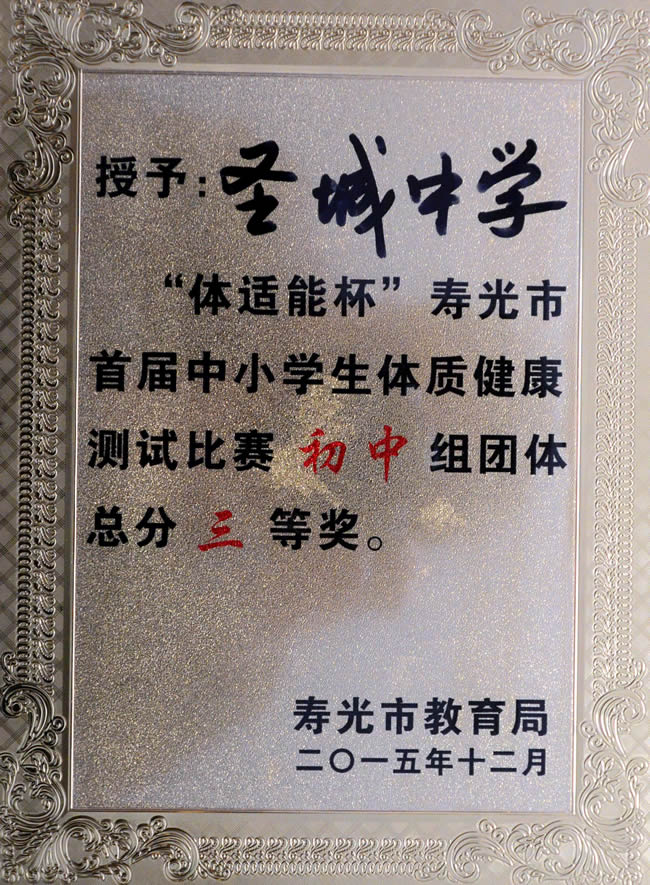 授予：圣城中学
“体适能杯”寿光市
首届中小学生体质健康
测试比赛 初中 组团体
总分 三 等奖。
寿光市教育局
二〇一五年十二月